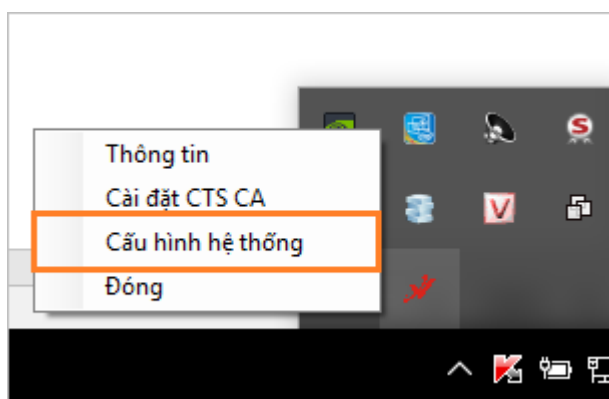 Thông tin
Cài đặt CTS CA
Cấu hình hệ thống
Đóng